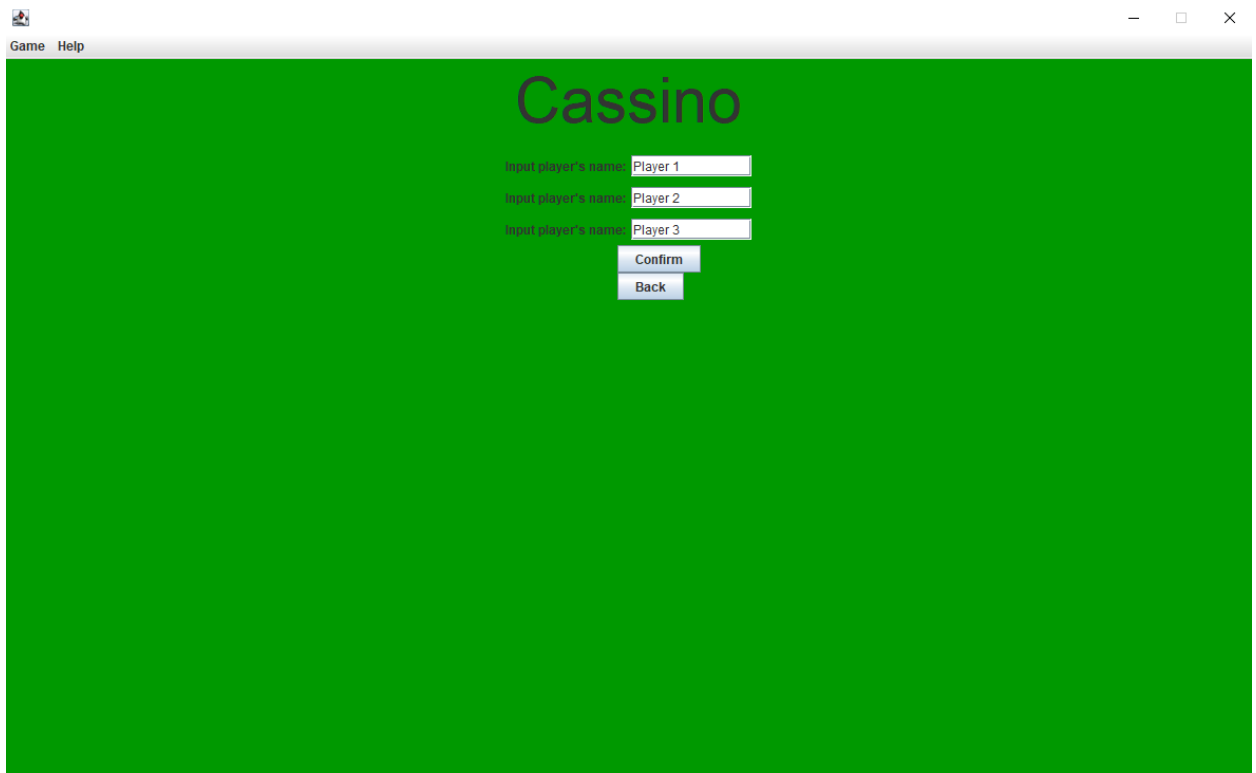 Game Help
Cassino
Input player's name: Player 1
Input player's name: Player 2
Input player's name: Player 3
Confirm
Back